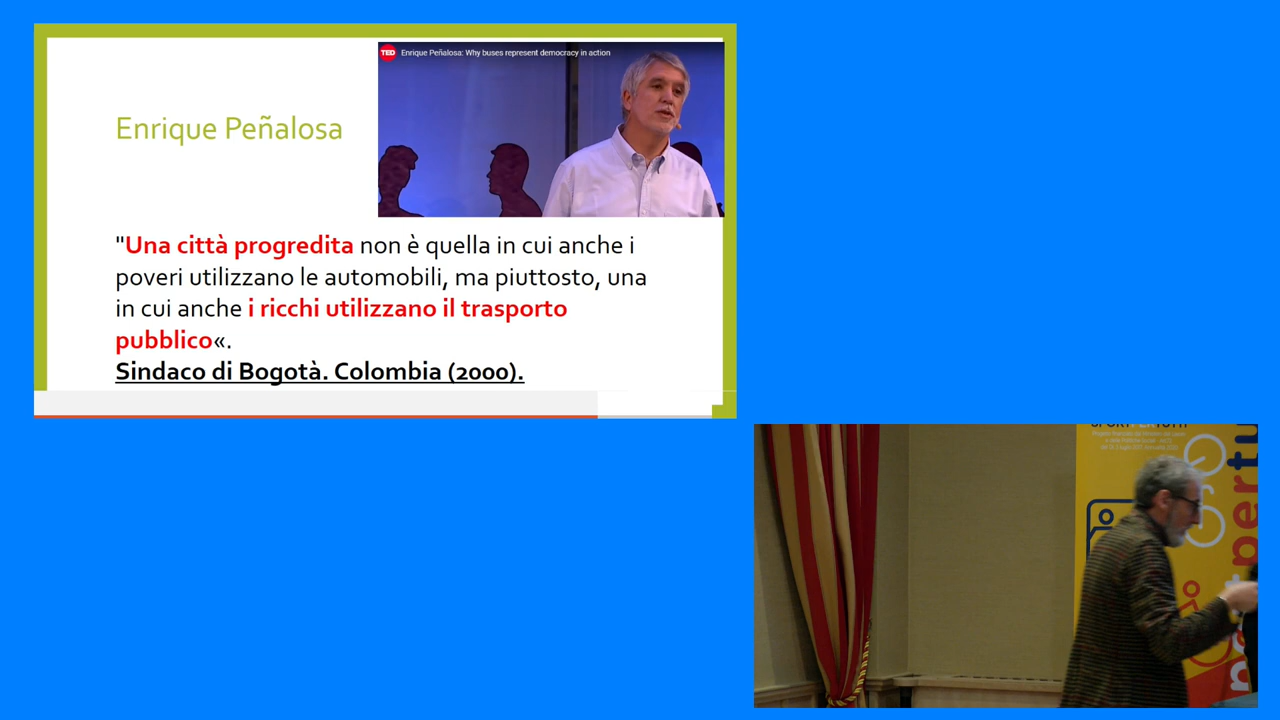 TED Enrique Peñalosa: Why buses represent democracy in action
Enrique Peñalosa
"Una città progredita non è quella in cui anche i
poveri utilizzano le automobili, ma piuttosto, una
in cui anche i ricchi utilizzano il trasporto
pubblico«.
Sindaco di Bogotà. Colombia (2000).
pertu